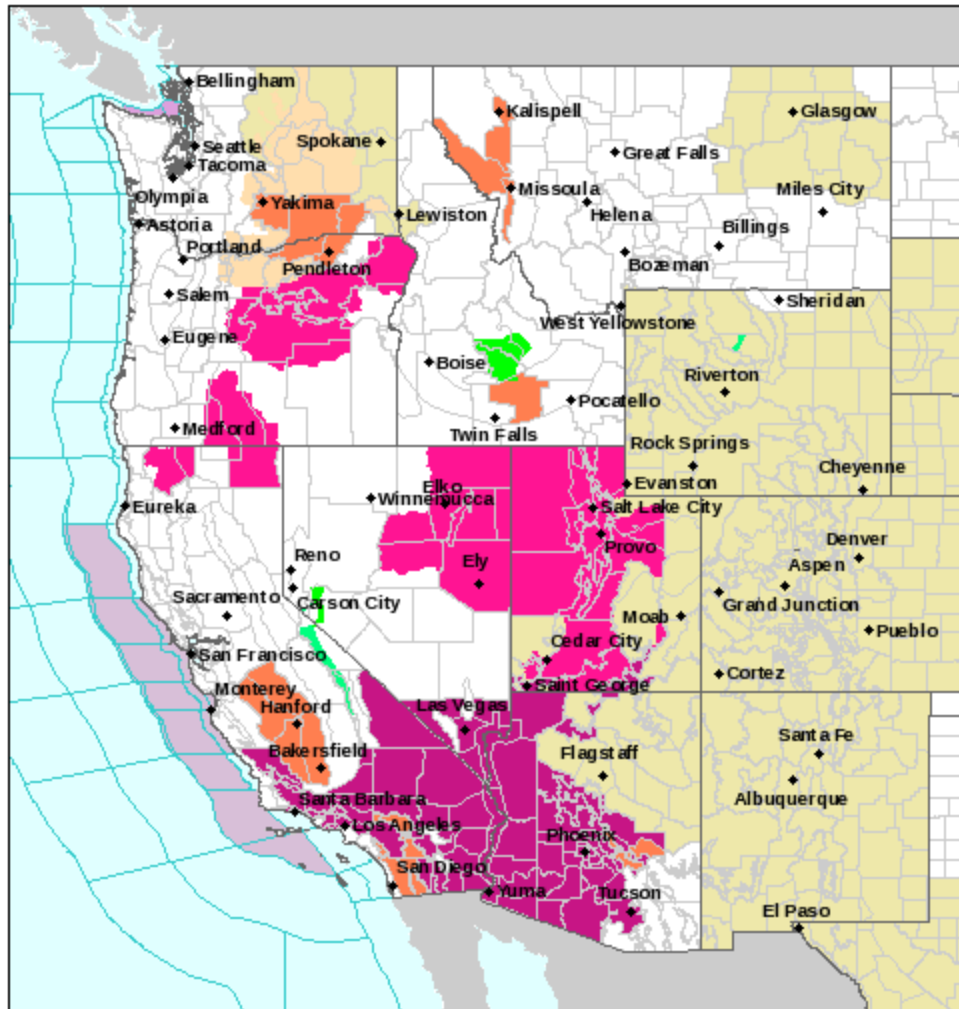 Bellingham
Kalispell
Glasgow
Spokane
Seattle
Great Falls
Tacoma
Missoula
Miles City
Olympia
Yakima
Helena
Lewiston
Astoria
Billings
Portland
Pendleton
Bozeman
Salem
Sheridan
West Yellowstone
Eugene
Boise
Riverton
Pocatello
Medford
Twin Falls
Rock Springs
Cheyenne
Elko
Evanston
Winnemucca
Eureka
Salt Lake City
Denver
Provo
Reno
Ely
Aspen
Sacramento
Carson City
Grand Junction
Moab
Pueblo
Cedar City
San Francisco
Cortez
Saint George
Monterey
Las Vegas
Hanford
Santa Fe
Bakersfield
Flagstaff
Albuquerque
Santa Barbara
Los Angeles
Phoenix
San Diego
Yuma
Tucson
El Paso